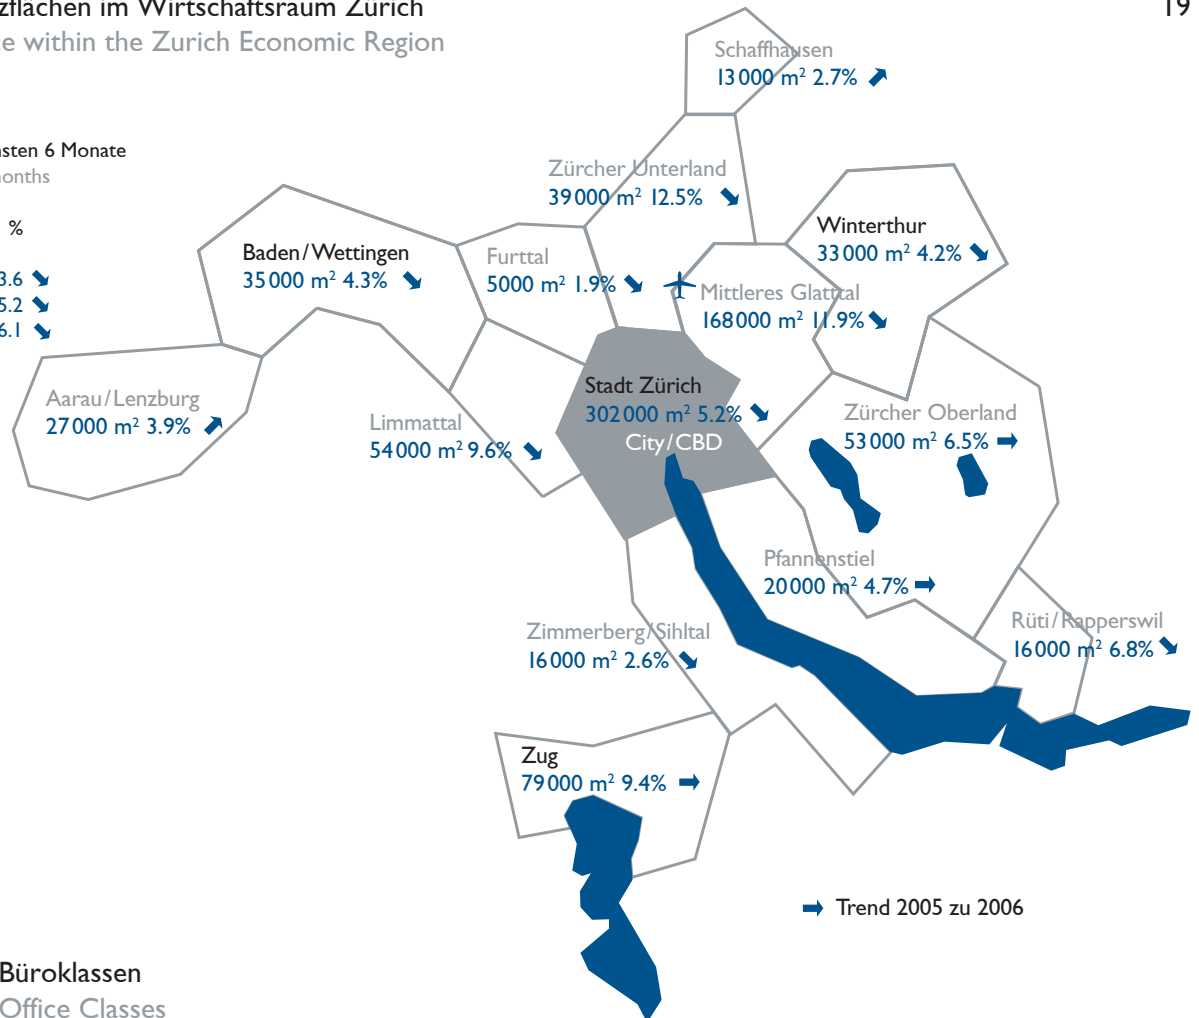 zflächen im Wirtschaftsraum Zürich
19
ce within the Zurich Economic Region
Schaffhausen
13 000 m² 2.7%
nsten 6 Monate
months
%
3.6
5.2
6.1
Zürcher Unterland
39 000 m² 12.5%
Winterthur
33 000 m² 4.2%
Baden / Wettingen
35 000 m² 4.3%
Furttal
5000 m² 1.9%
Mittleres Glatttal
168 000 m² 11.9%
Aarau / Lenzburg
27 000 m² 3.9%
Stadt Zürich
302 000 m² 5.2%
City / CBD
Limmattal
54 000 m² 9.6%
Zürcher Oberland
53 000 m² 6.5%
Pfannenstiel
20 000 m² 4.7%
Zimmerberg/Sihltal
16 000 m² 2.6%
Rüti / Rapperswil
16 000 m² 6.8%
Zug
79 000 m² 9.4%
Trend 2005 zu 2006
Büroklassen
Office Classes